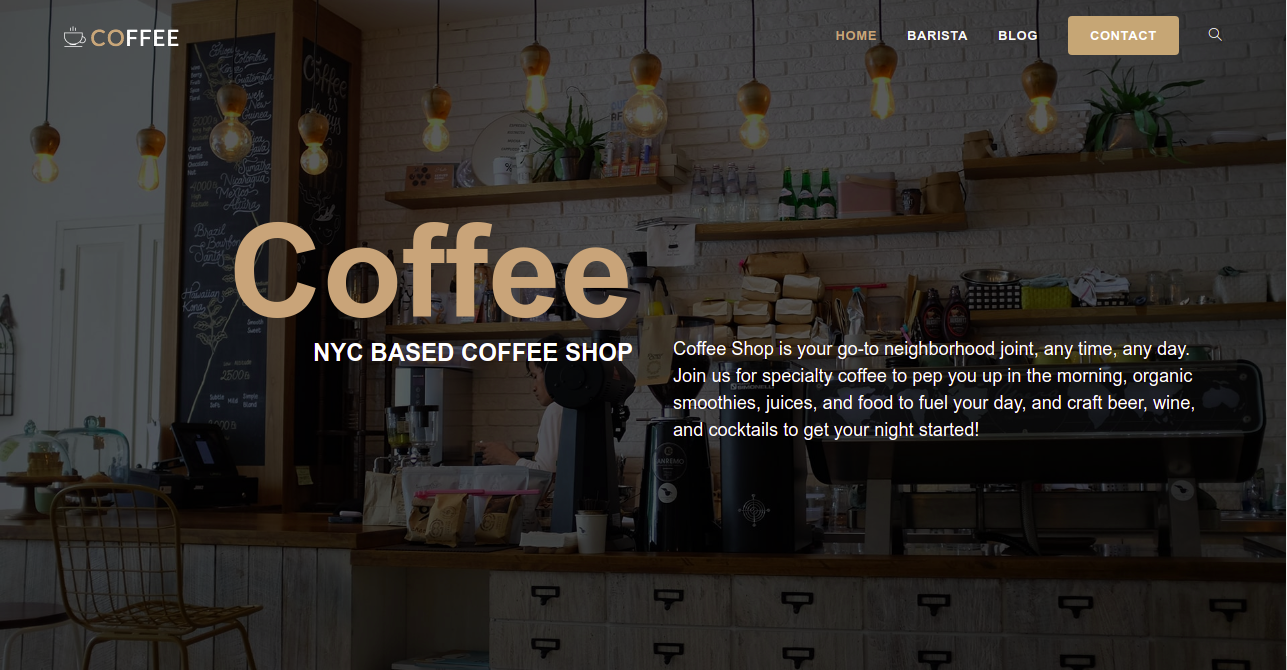 COFFEE
HOME
BARISTA
BLOG
CONTACT
Coffee
NYC BASED COFFEE SHOP
Coffee Shop is your go-to neighborhood joint, any time, any day.
Join us for specialty coffee to pep you up in the morning, organic
smoothies, juices, and food to fuel your day, and craft beer, wine,
and cocktails to get your night started!